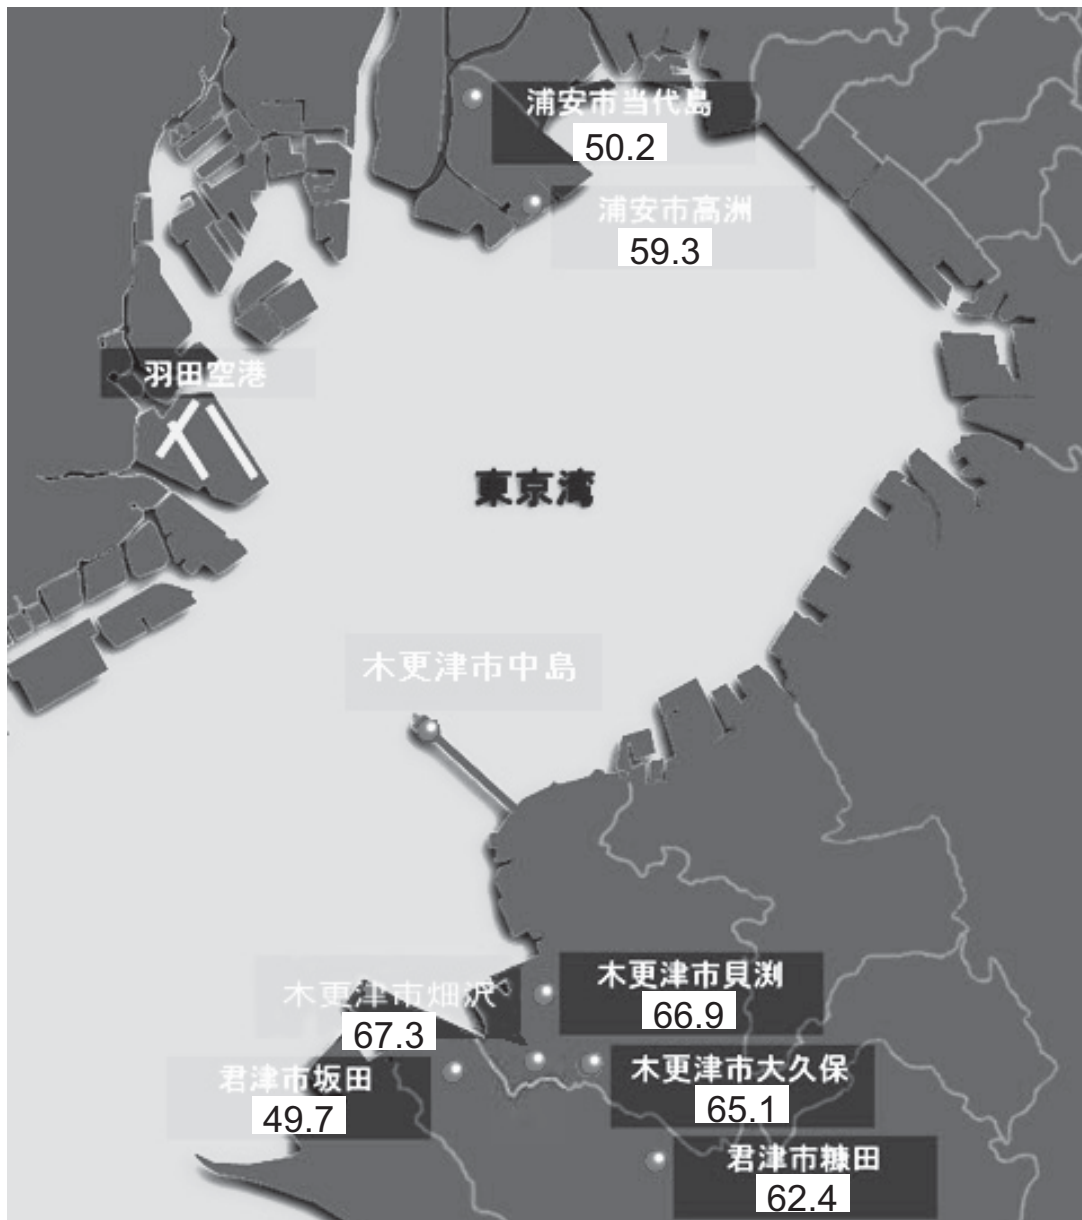 浦安市当代島
50.2
浦安市高洲
59.3
羽田空港
東京湾
木更津市中島
木更津市貝渕
66.9
木更津市畑沢
67.3
木更津市大久保
65.1
君津市坂田
49.7
君津市糠田
62.4